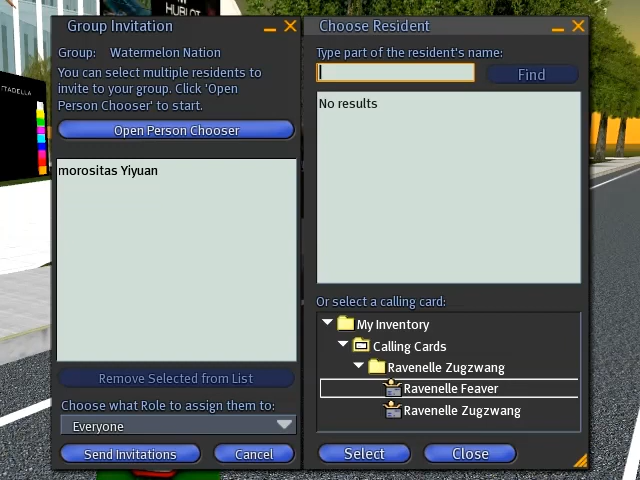 HUBLOT
TADELLA
Group Invitation
Group: Watermelon Nation
You can select multiple residents to
invite to your group. Click 'Open
Person Chooser' to start.
Open Person Chooser
morositas Yiyuan
Remove Selected from List
Choose what Role to assign them to:
Everyone
Send Invitations
Cancel
Choose Resident
Type part of the resident's name:
Find
No results
Or select a calling card:
My Inventory
Calling Cards
Ravenelle Zugzwang
Ravenelle Feaver
Ravenelle Zugzwang
Select
Close